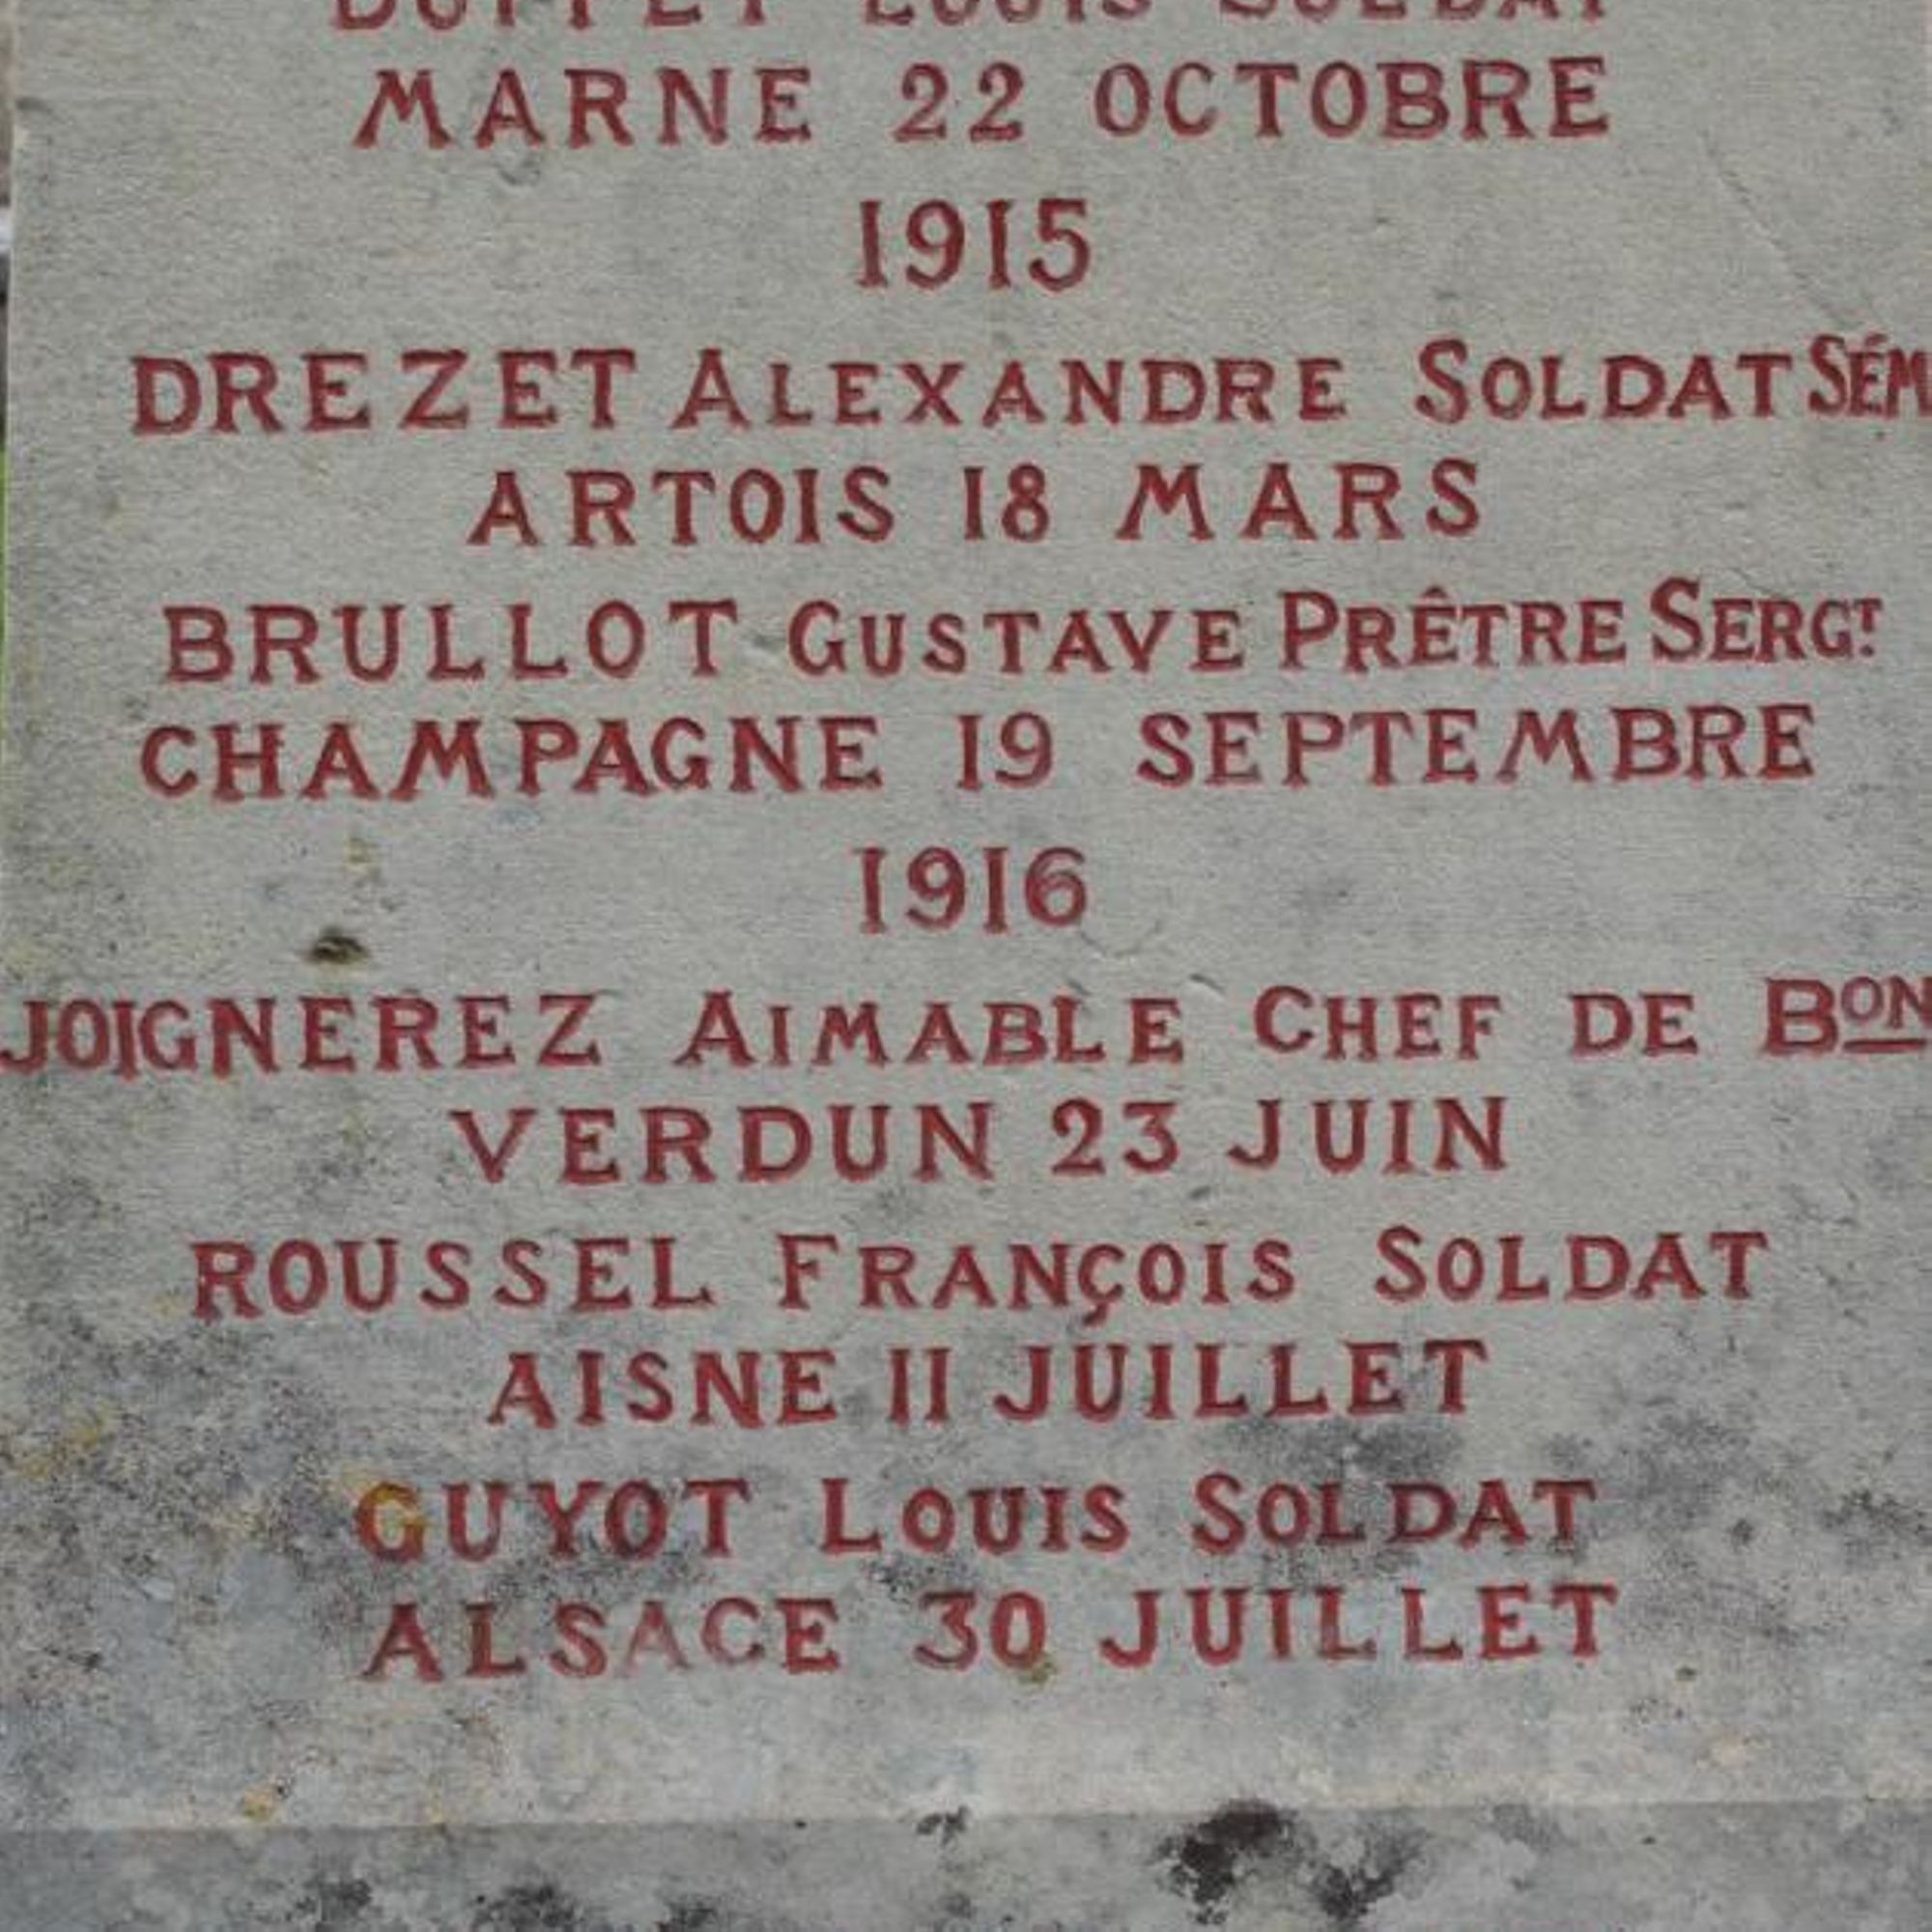 LOUIS SOLDAT
MARNE 22 OCTOBRE
1915
DREZET ALEXANDRE SOLDAT SÉM
ARTOIS 18 MARS
BRULLOT GUSTAVE PRÊTRE SERGT
CHAMPAGNE 19 SEPTEMBRE
1916
JOIGNEREZ AIMABLE CHEF DE BON
VERDUN 23 JUIN
ROUSSEL FRANÇOIS SOLDAT
AISNE 11 JUILLET
GUYOT LOUIS SOLDAT
ALSACE 30 JUILLET